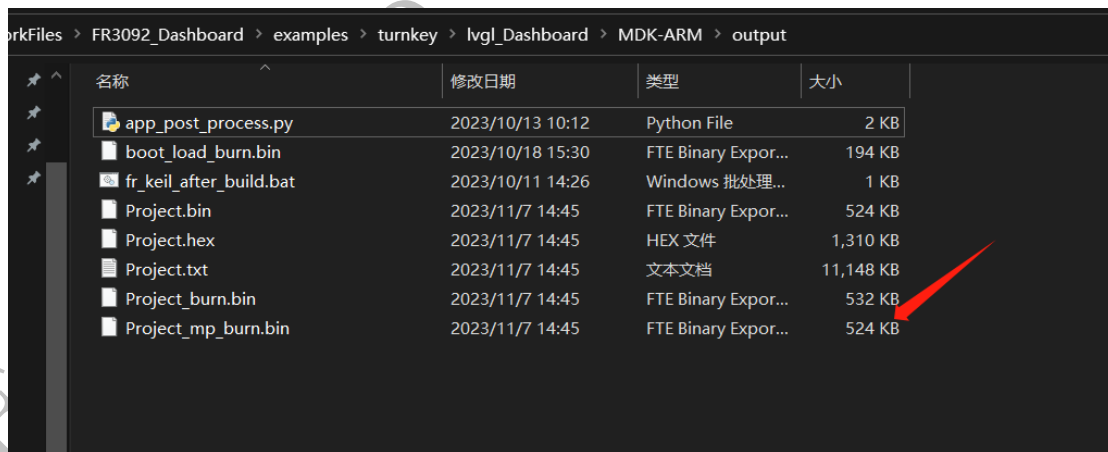 rkFiles > FR3092_Dashboard > examples > turnkey > lvgl_Dashboard > MDK-ARM > output
名称 修改日期 类型 大小
app_post_process.py 2023/10/13 10:12 Python File 2 KB
boot_load_burn.bin 2023/10/18 15:30 FTE Binary Expor... 194 KB
fr_keil_after_build.bat 2023/10/11 14:26 Windows 批处理... 1 KB
Project.bin 2023/11/7 14:45 FTE Binary Expor... 524 KB
Project.hex 2023/11/7 14:45 HEX 文件 1,310 KB
Project.txt 2023/11/7 14:45 文本文档 11,148 KB
Project_burn.bin 2023/11/7 14:45 FTE Binary Expor... 532 KB
Project_mp_burn.bin 2023/11/7 14:45 FTE Binary Expor... 524 KB